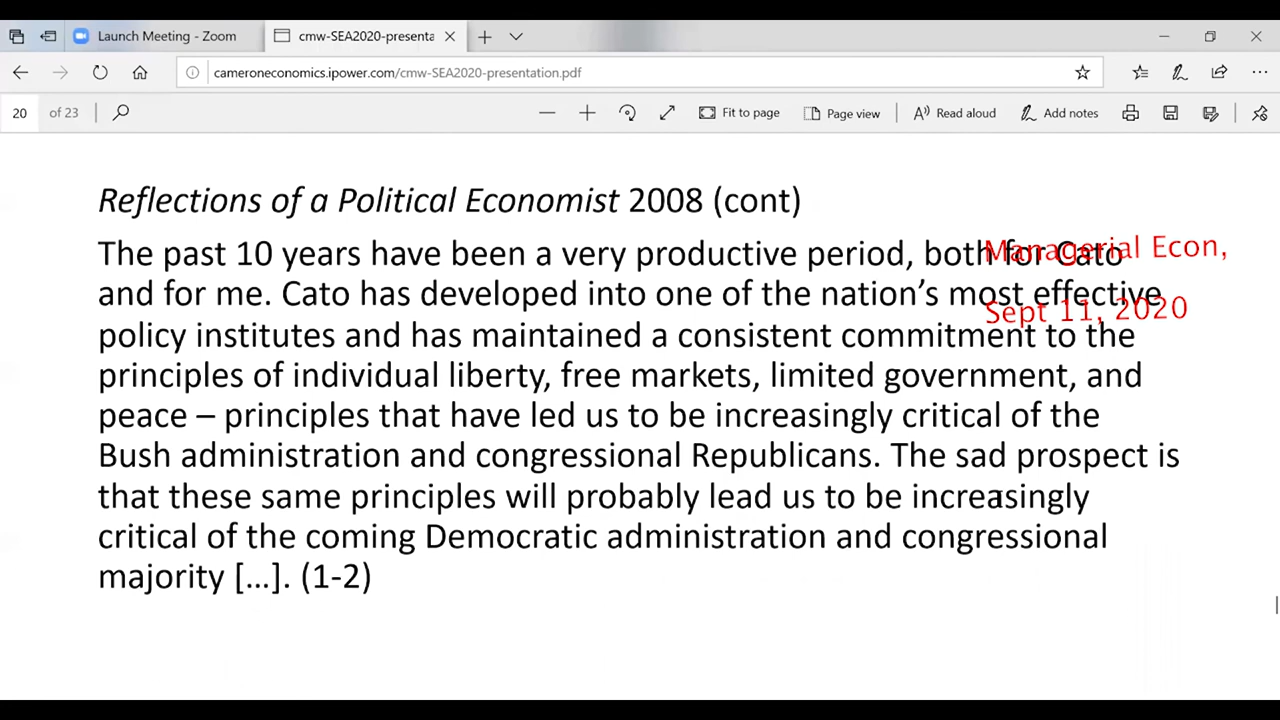 Launch Meeting - Zoom
cmw-SEA2020-presenta
cameroneconomics.ipower.com/cmw-SEA2020-presentation.pdf
20 of 23
Fit to page
Page view
Read aloud
Add notes
Reflections of a Political Economist 2008 (cont)
The past 10 years have been a very productive period, both for Cato
and for me. Cato has developed into one of the nation's most effective
policy institutes and has maintained a consistent commitment to the
principles of individual liberty, free markets, limited government, and
peace – principles that have led us to be increasingly critical of the
Bush administration and congressional Republicans. The sad prospect is
that these same principles will probably lead us to be increasingly
critical of the coming Democratic administration and congressional
majority [...]. (1-2)
Managerial Econ,
Sept 11, 2020